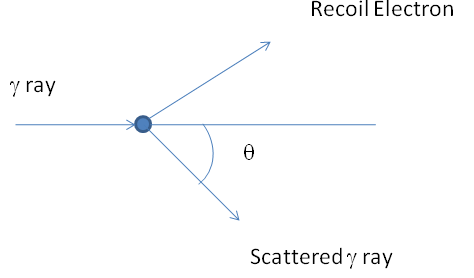 Recoil Electron
γ ray
θ
Scattered γ ray